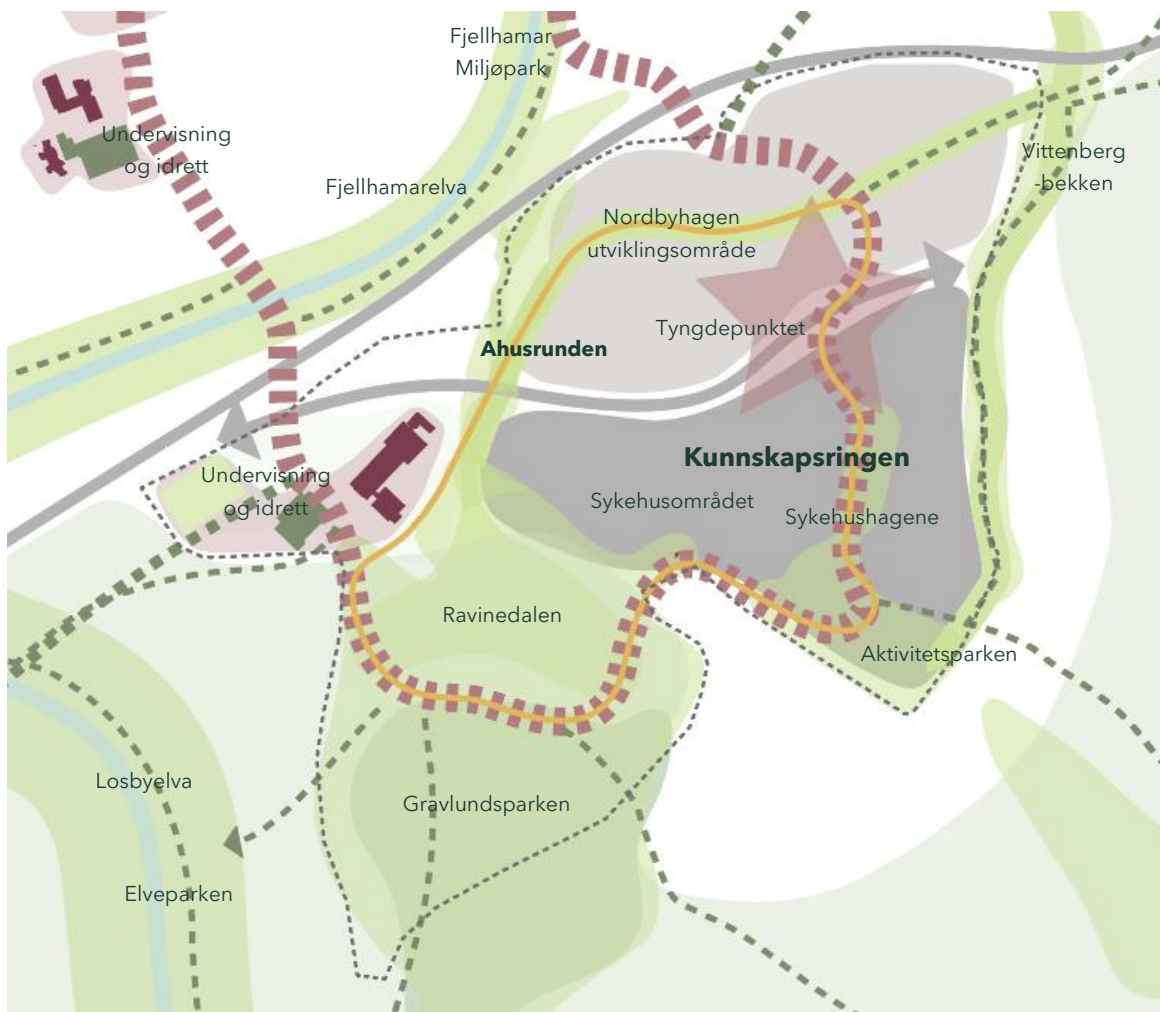 Fjellhamar
Miljøpark
Undervisning
og idrett
Fjellhamarelva
Vittenberg
-bekken
Nordbyhagen
utviklingsområde
Tyngdepunktet
Ahusrunden
Kunnskapsringen
Undervisning
og idrett
Sykehusområdet
Sykehushagene
Ravinedalen
Aktivitetsparken
Losbyelva
Gravlundsparken
Elveparken